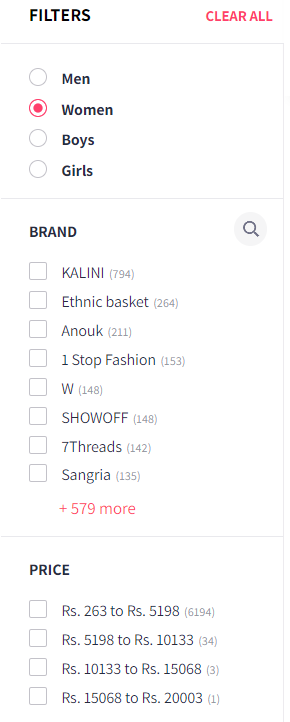 FILTERS CLEAR ALL
Men
Women
Boys
Girls
BRAND
KALINI (794)
Ethnic basket (264)
Anouk (211)
1 Stop Fashion (153)
W (148)
SHOWOFF (148)
7Threads (142)
Sangria (135)
+ 579 more
PRICE
Rs. 263 to Rs. 5198 (6194)
Rs. 5198 to Rs. 10133 (34)
Rs. 10133 to Rs. 15068 (3)
Rs. 15068 to Rs. 20003 (1)